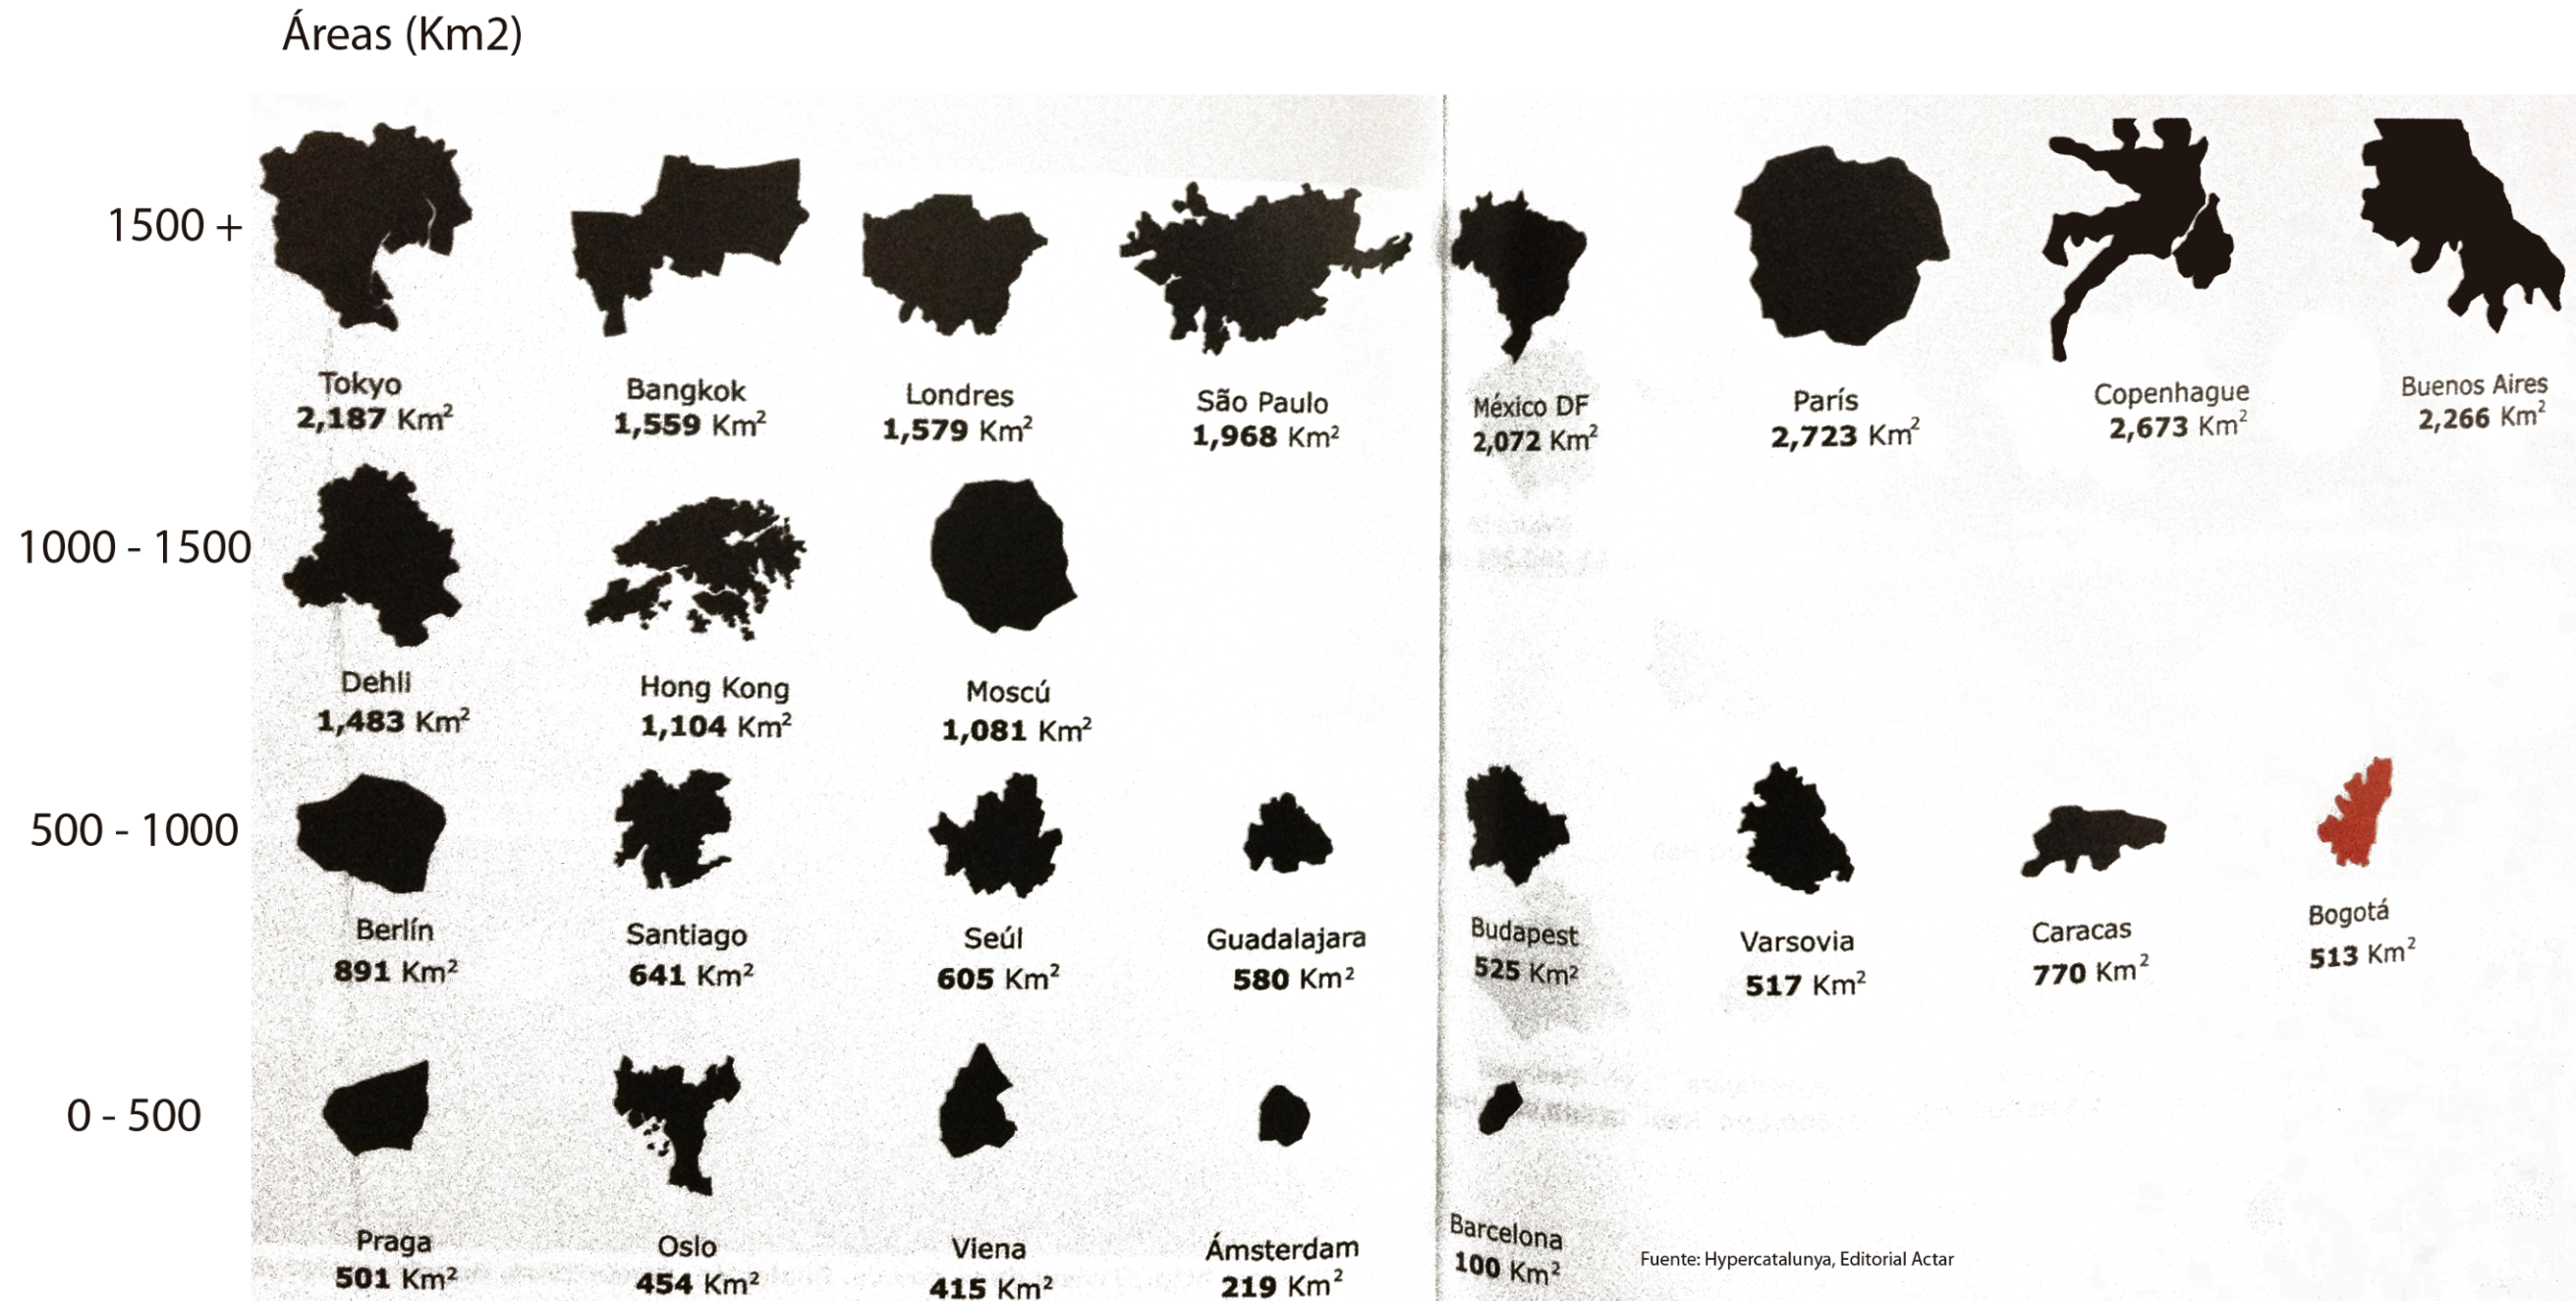 Áreas (Km2)
1500 +
Tokyo
2,187 Km²
Bangkok
1,559 Km²
Londres
1,579 Km²
São Paulo
1,968 Km²
México DF
2,072 Km²
París
2,723 Km²
Copenhague
2,673 Km²
Buenos Aires
2,266 Km²
1000 - 1500
Dehli
1,483 Km²
Hong Kong
1,104 Km²
Moscú
1,081 Km²
500 - 1000
Berlín
891 Km²
Santiago
641 Km²
Seúl
605 Km²
Guadalajara
580 Km²
Budapest
525 Km²
Varsovia
517 Km²
Caracas
770 Km²
Bogotá
513 Km²
0 - 500
Praga
501 Km²
Oslo
454 Km²
Viena
415 Km²
Ámsterdam
219 Km²
Barcelona
100 Km²
Fuente: Hypercatalunya, Editorial Actar